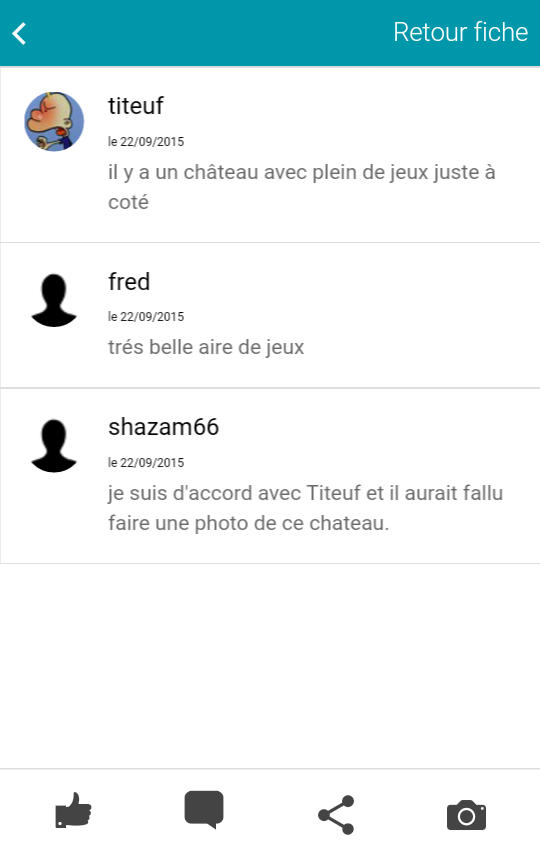 Retour fiche
titeuf
le 22/09/2015
il y a un château avec plein de jeux juste à
coté
fred
le 22/09/2015
trés belle aire de jeux
shazam66
le 22/09/2015
je suis d'accord avec Titeuf et il aurait fallu
faire une photo de ce chateau.